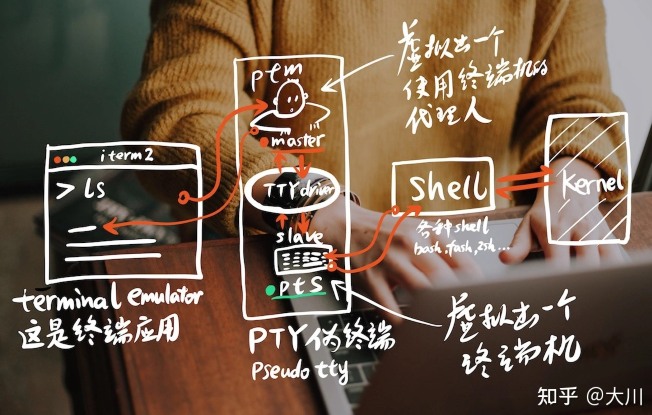 iterm2
> ls
terminal emulator
这是终端应用
ptm
master
TTY driver
slave
pts
PTY 伪终端
Pseudo tty
虚拟出一个
使用终端机的
代理人
Shell
各种shell
bash, fash, zsh...
虚拟出一个
终端机
Kernel
知乎 @大川